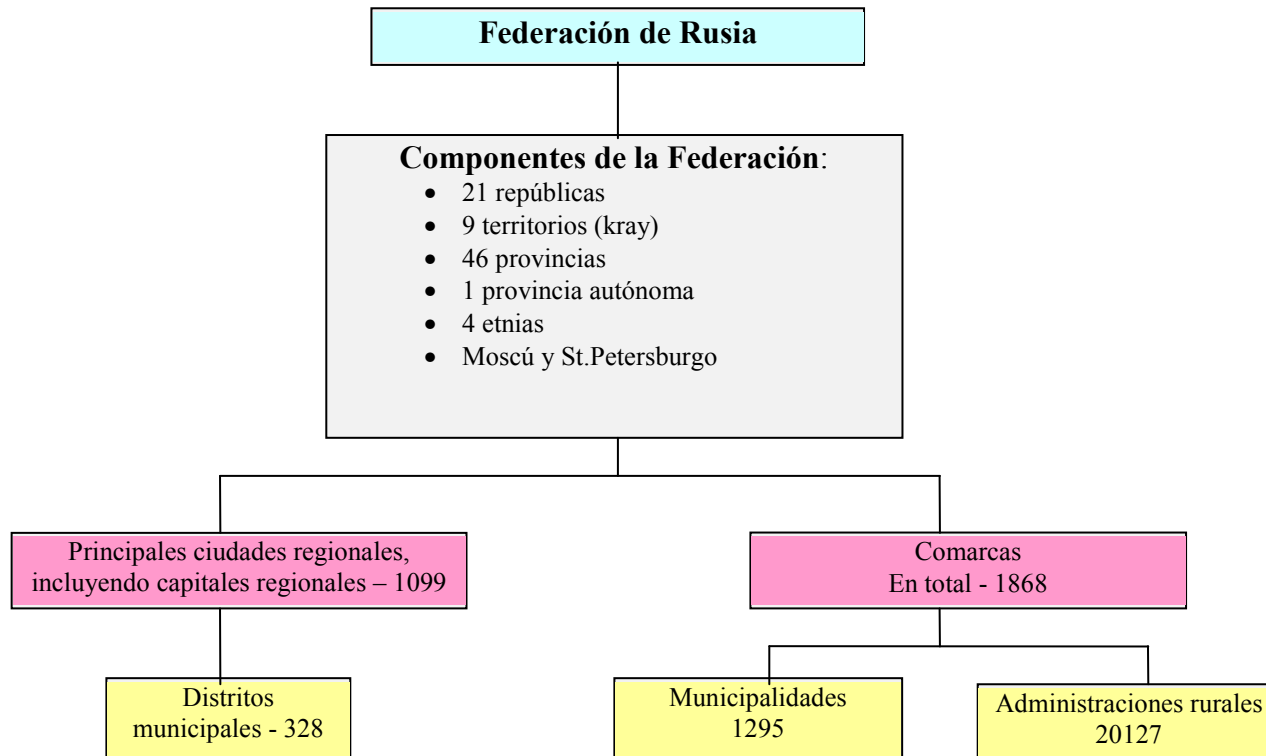 Federación de Rusia
Componentes de la Federación:
• 21 repúblicas
• 9 territorios (kray)
• 46 provincias
• 1 provincia autónoma
• 4 etnias
• Moscú y St.Petersburgo
Principales ciudades regionales,
incluyendo capitales regionales – 1099
Comarcas
En total - 1868
Distritos
municipales - 328
Municipalidades
1295
Administraciones rurales
20127